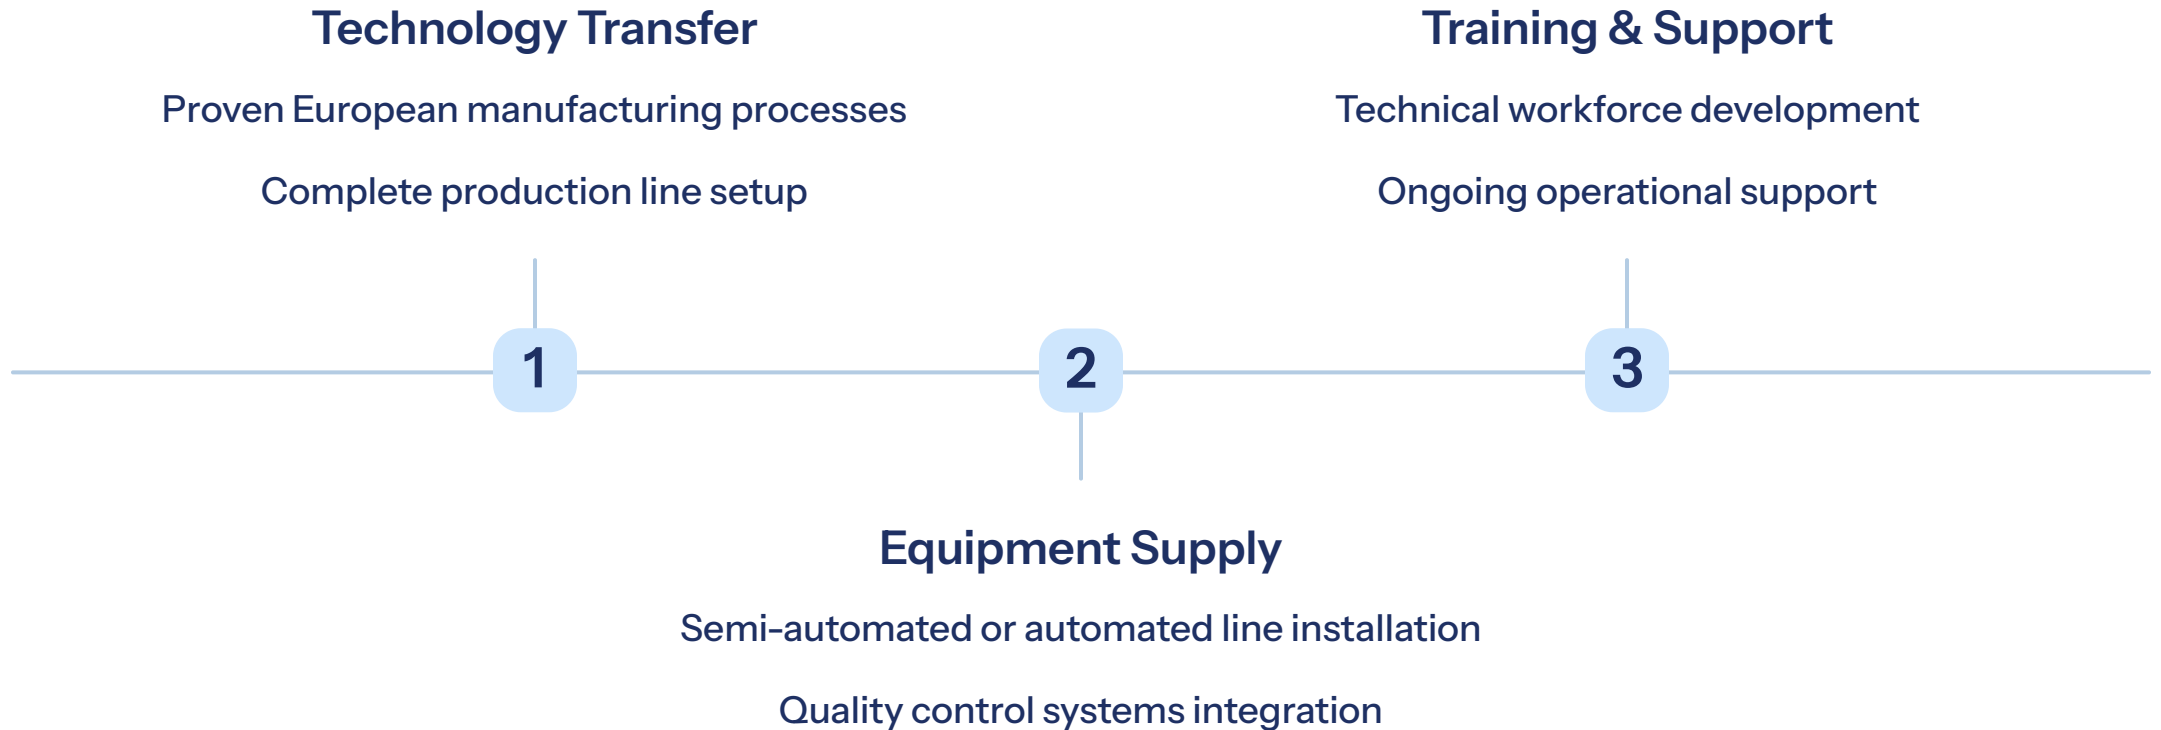 Technology Transfer
Proven European manufacturing processes
Complete production line setup
1
2
Equipment Supply
Semi-automated or automated line installation
Quality control systems integration
Training & Support
Technical workforce development
Ongoing operational support
3